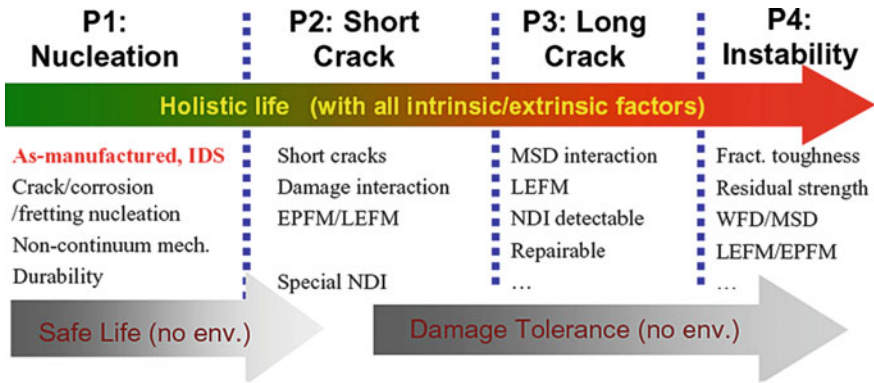 P1:
Nucleation
P2: Short
Crack
P3: Long
Crack
P4:
Instability
Holistic life (with all intrinsic/extrinsic factors)
As-manufactured, IDS
Crack/corrosion
/fretting nucleation
Non-continuum mech.
Durability
Short cracks
Damage interaction
EPFM/LEFM
Special NDI
MSD interaction
LEFM
NDI detectable
Repairable
...
Fract. toughness
Residual strength
WFD/MSD
LEFM/EPFM
...
Safe Life (no env.)
Damage Tolerance (no env.)